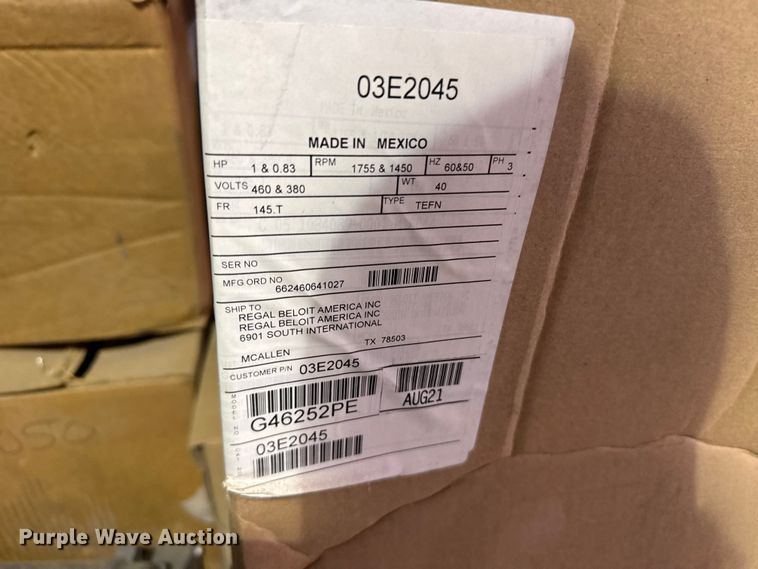 03E2045
MADE IN MEXICO
HP 1 & 0.83 RPM 1755 & 1450 HZ 60&50 PH 3
VOLTS 460 & 380 WT 40
FR 145.T TYPE TEFN
SER NO
MFG ORD NO 662460641027
SHIP TO
REGAL BELOIT AMERICA INC
REGAL BELOIT AMERICA INC
6901 SOUTH INTERNATIONAL
MCALLEN TX 78503
CUSTOMER P/N 03E2045
MODEL NO
G46252PE AUG21
03E2045
Purple Wave Auction